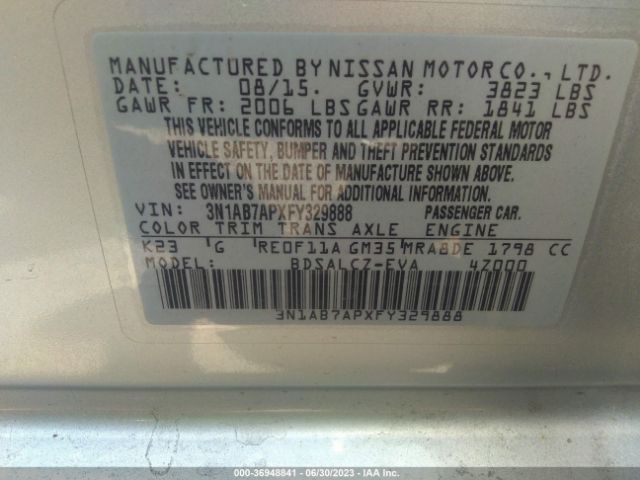 MANUFACTURED BY NISSAN MOTOR CO., LTD.
DATE: 08/15. GVWR: 3823 LBS
GAWR FR: 2006 LBS GAWR RR: 1841 LBS
THIS VEHICLE CONFORMS TO ALL APPLICABLE FEDERAL MOTOR
VEHICLE SAFETY, BUMPER AND THEFT PREVENTION STANDARDS
IN EFFECT ON THE DATE OF MANUFACTURE SHOWN ABOVE.
SEE OWNER'S MANUAL FOR ADDITIONAL INFORMATION.
VIN: 3N1AB7APXFY329888 PASSENGER CAR.
COLOR TRIM TRANS AXLE ENGINE
K23 'G RE0F11A GM35 MRA8DE 1798 CC
MODEL: BDSALCZ-EVA 4Z000
3N1AB7APXFY329888
00-36948841 - 06/30/2023 - IAA Inc.